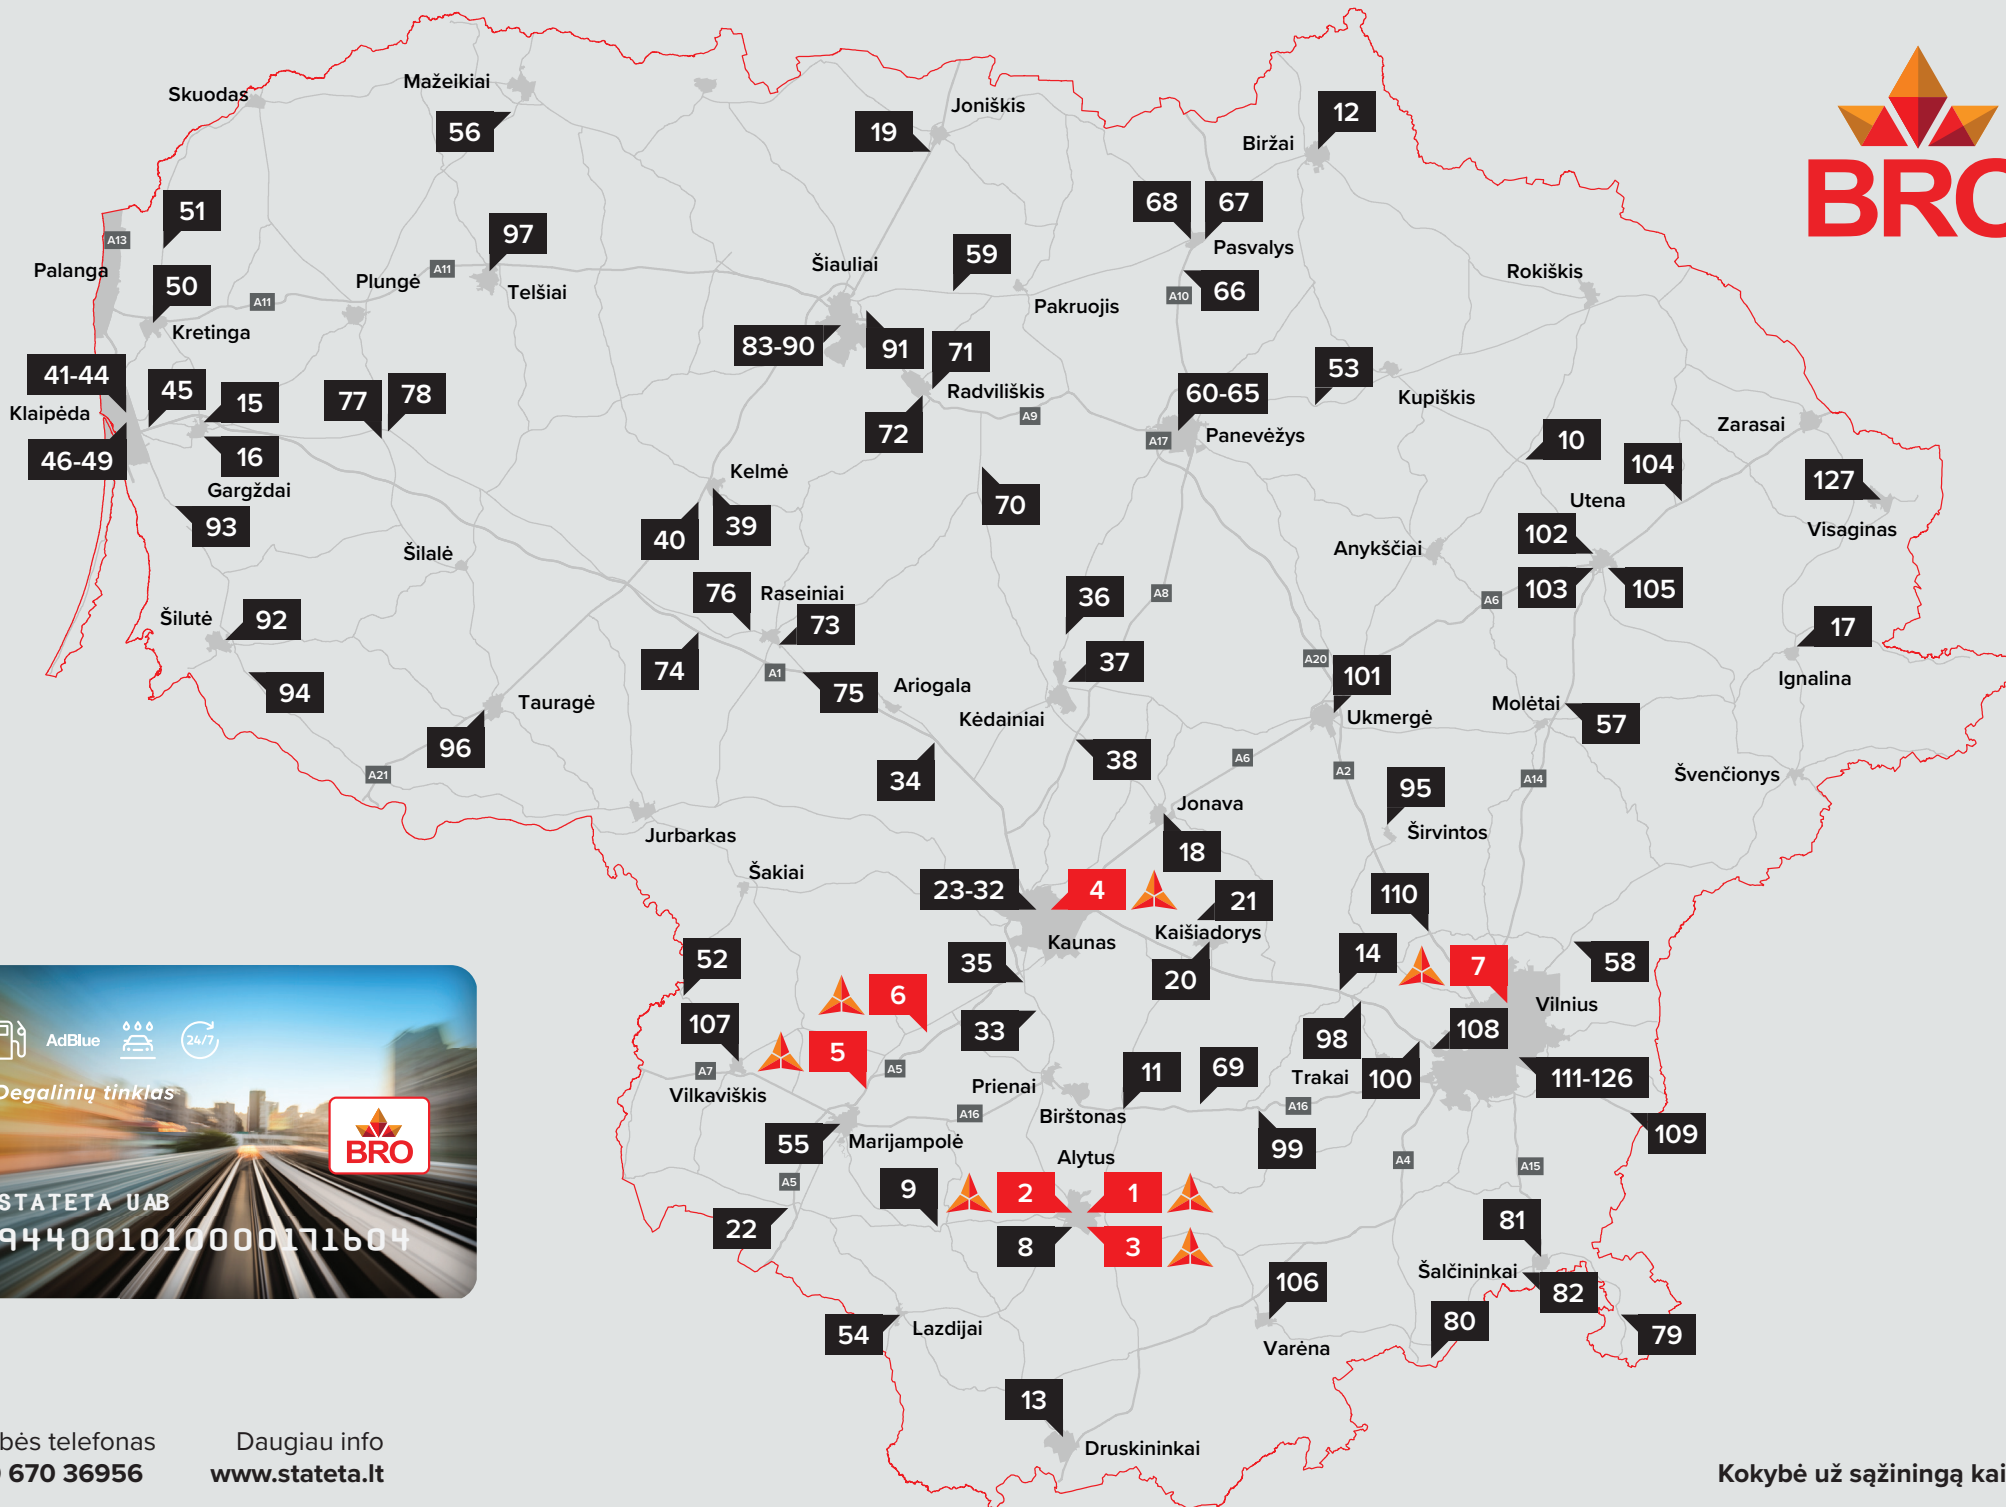 Skuodas
Mažeikiai
56
19
Joniškis
12
Biržai
BRO
51
A13
Palanga
50
A11
Kretinga
Plungė
A11
97
Telšiai
Šiauliai
59
Pakruojis
68
67
Pasvalys
A10
66
Rokiškis
83-90
91
71
Radviliškis
72
A9
53
Kupiškis
60-65
A17
Panevėžys
41-44
Klaipėda
46-49
45
15
16
Gargždai
77
78
93
Kelmė
40
39
70
10
104
Zarasai
127
Visaginas
Utena
102
103
105
Anykščiai
A6
Šilalė
Šilutė
92
94
76
Raseiniai
73
74
A1
75
Ariogala
36
A8
37
Kėdainiai
38
A20
101
Ukmergė
17
Ignalina
Molėtai
57
Tauragė
96
A21
34
A6
A2
A14
Švenčionys
95
Širvintos
Jurbarkas
Jonava
18
Šakiai
23-32
4
Kaunas
21
Kaišiadorys
20
110
14
7
58
Vilnius
52
107
A7
Vilkaviškis
6
5
A5
35
33
Prienai
Birštonas
11
69
98
Trakai
100
108
111-126
109
A16
A16
99
55
Marijampolė
A5
22
Alytus
9
2
1
8
3
A4
A15
81
Šalčininkai
82
79
80
106
Varėna
54
Lazdijai
13
Druskininkai
AdBlue
24/7
Degalinių tinklas
BRO
STATETA UAB
9440010100001716​04
bės telefonas
670 36956
Daugiau info
www.stateta.lt
Kokybė už sąžiningą kai